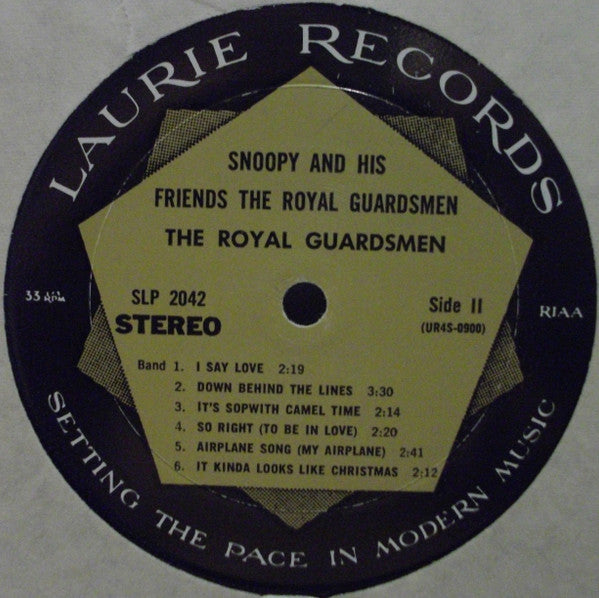 LAURIE RECORDS
SNOOPY AND HIS
FRIENDS THE ROYAL GUARDSMEN
THE ROYAL GUARDSMEN
33 1/3
RPM
SLP 2042
STEREO
Side II
(UR4S-0900)
RIAA
Band 1. I SAY LOVE 2:19
2. DOWN BEHIND THE LINES 3:30
3. IT'S SOPWITH CAMEL TIME 2:14
4. SO RIGHT (TO BE IN LOVE) 2:20
5. AIRPLANE SONG (MY AIRPLANE) 2:41
6. IT KINDA LOOKS LIKE CHRISTMAS 2:12
SETTING THE PACE IN MODERN MUSIC